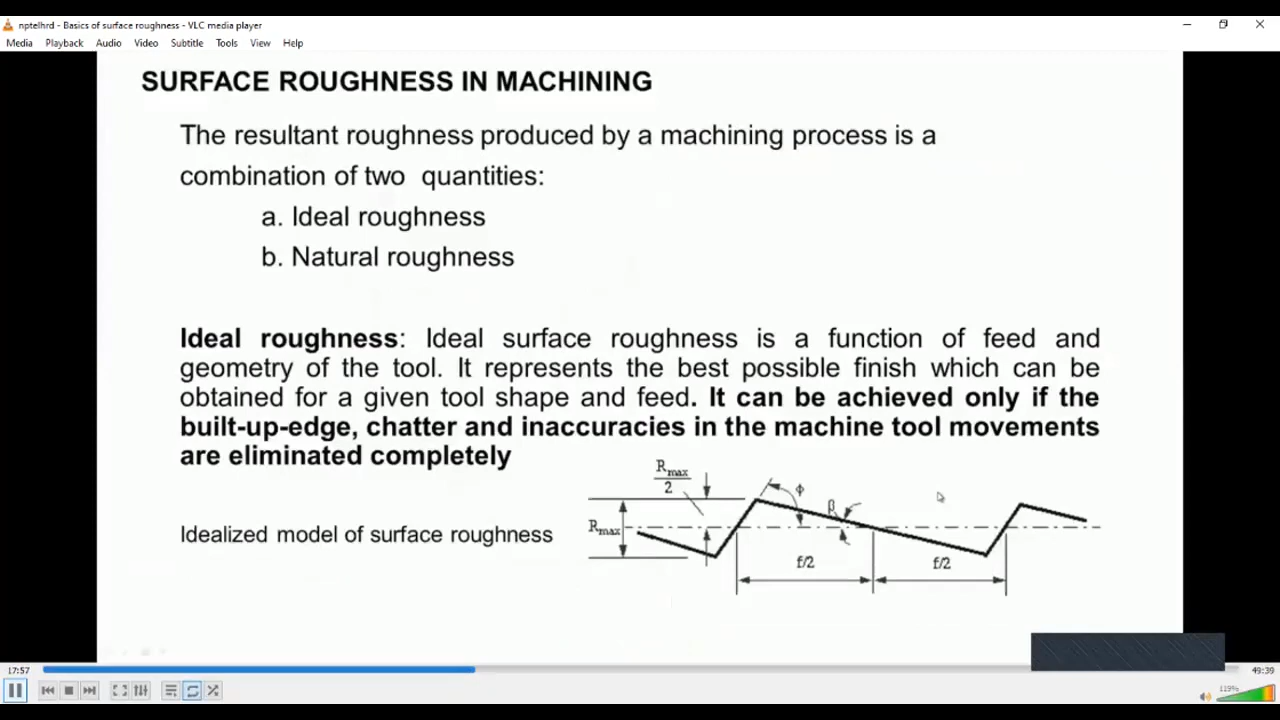 nptelhrd - Basics of surface roughness - VLC media player
Media Playback Audio Video Subtitle Tools View Help
SURFACE ROUGHNESS IN MACHINING
The resultant roughness produced by a machining process is a
combination of two quantities:
a. Ideal roughness
b. Natural roughness
Ideal roughness: Ideal surface roughness is a function of feed and
geometry of the tool. It represents the best possible finish which can be
obtained for a given tool shape and feed. It can be achieved only if the
built-up-edge, chatter and inaccuracies in the machine tool movements
are eliminated completely
Rmax
2
ϕ
β
Rmax
Idealized model of surface roughness
f/2
f/2
17:57
49:39
119%